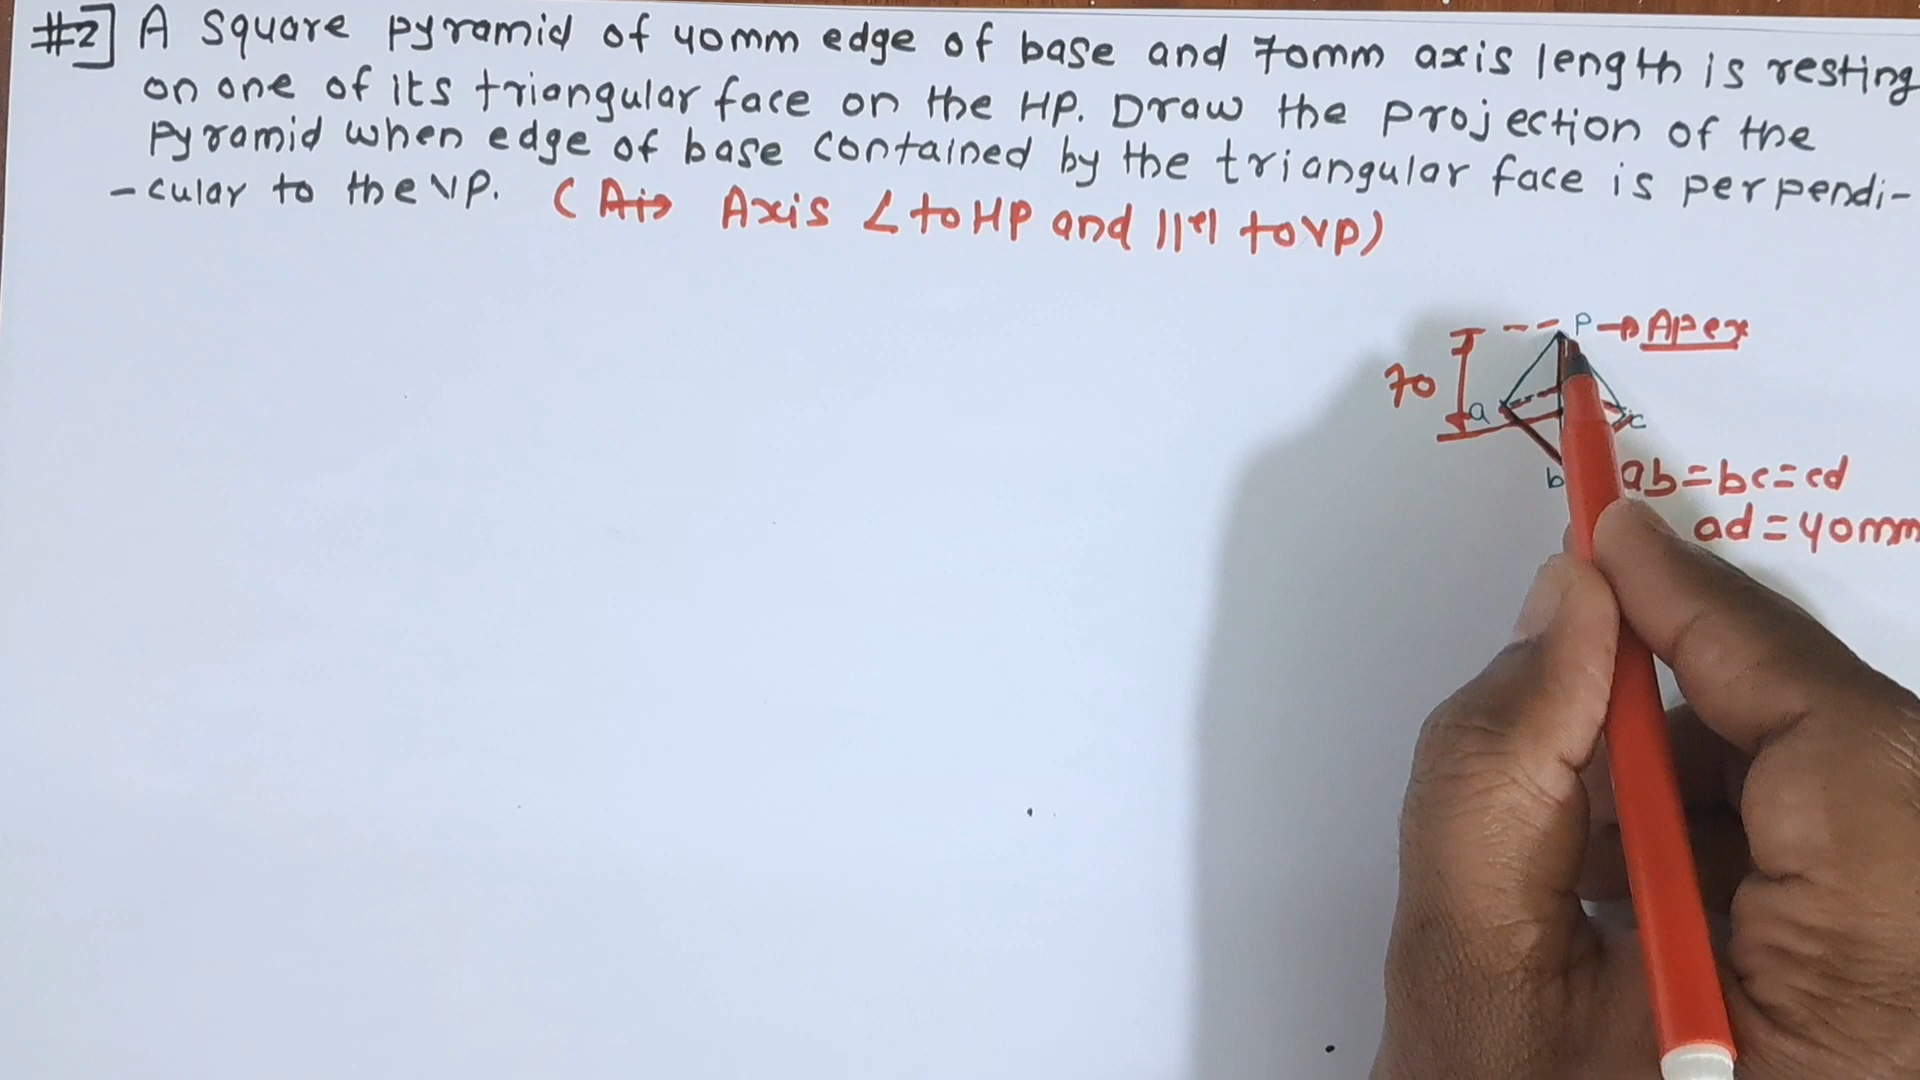 #2] A square pyramid of 40mm edge of base and 70mm axis length is resting
on one of its triangular face on the HP. Draw the projection of the
pyramid when edge of base contained by the triangular face is perpendi-
-cular to the VP. (Axis Axis ∠ to HP and ||el to VP)
P → Apex
70
a
c
b
ab=bc=cd
ad=40mm